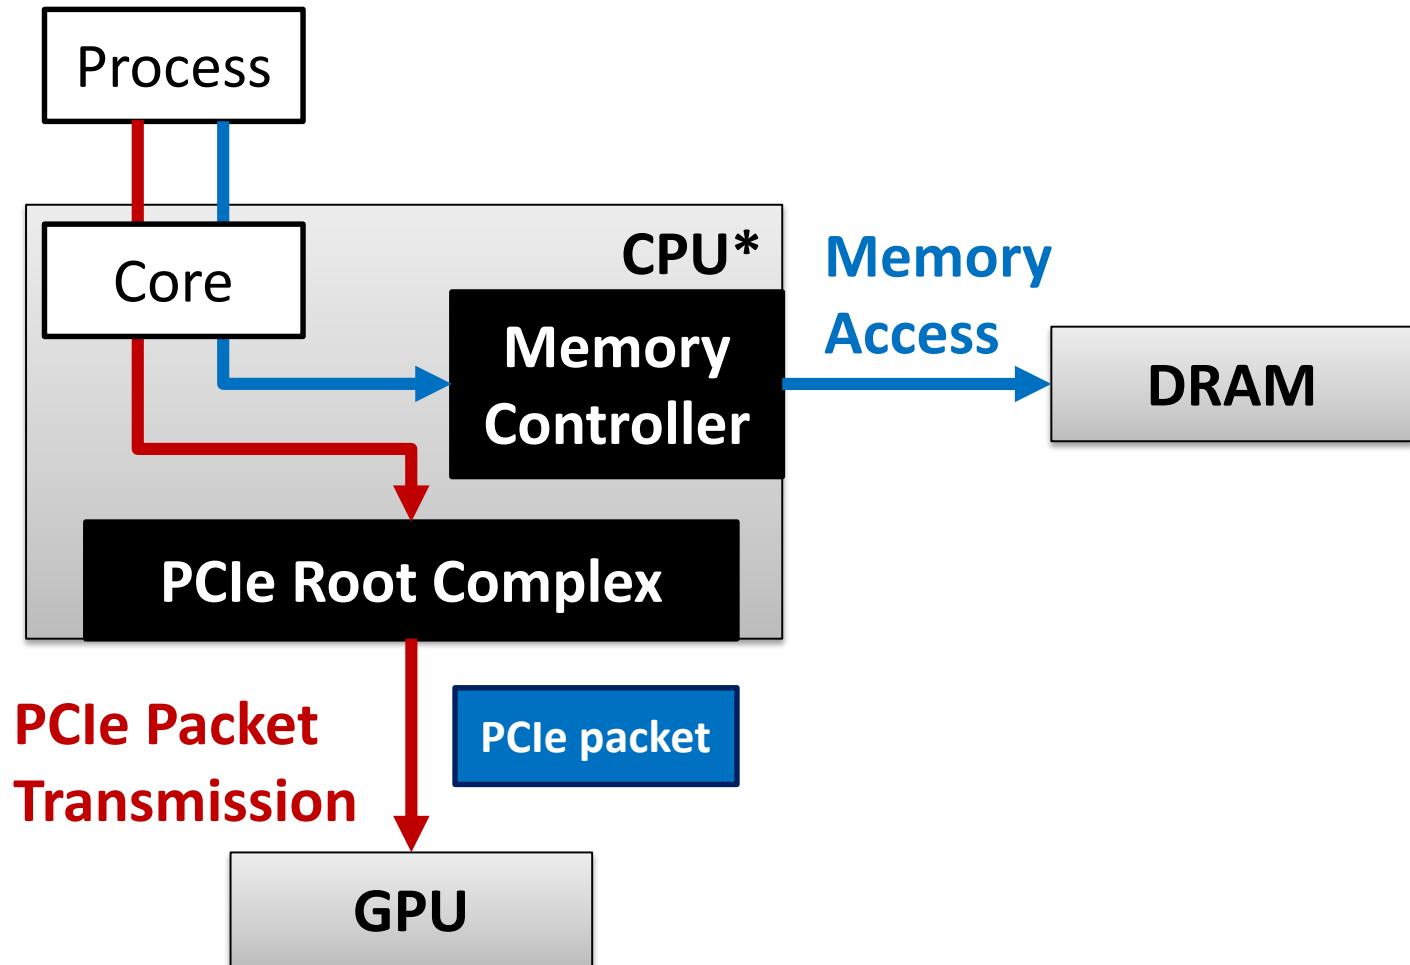 Process
CPU*
Core
Memory
Access
Memory
Controller
DRAM
PCIe Root Complex
PCIe Packet
Transmission
PCIe packet
GPU